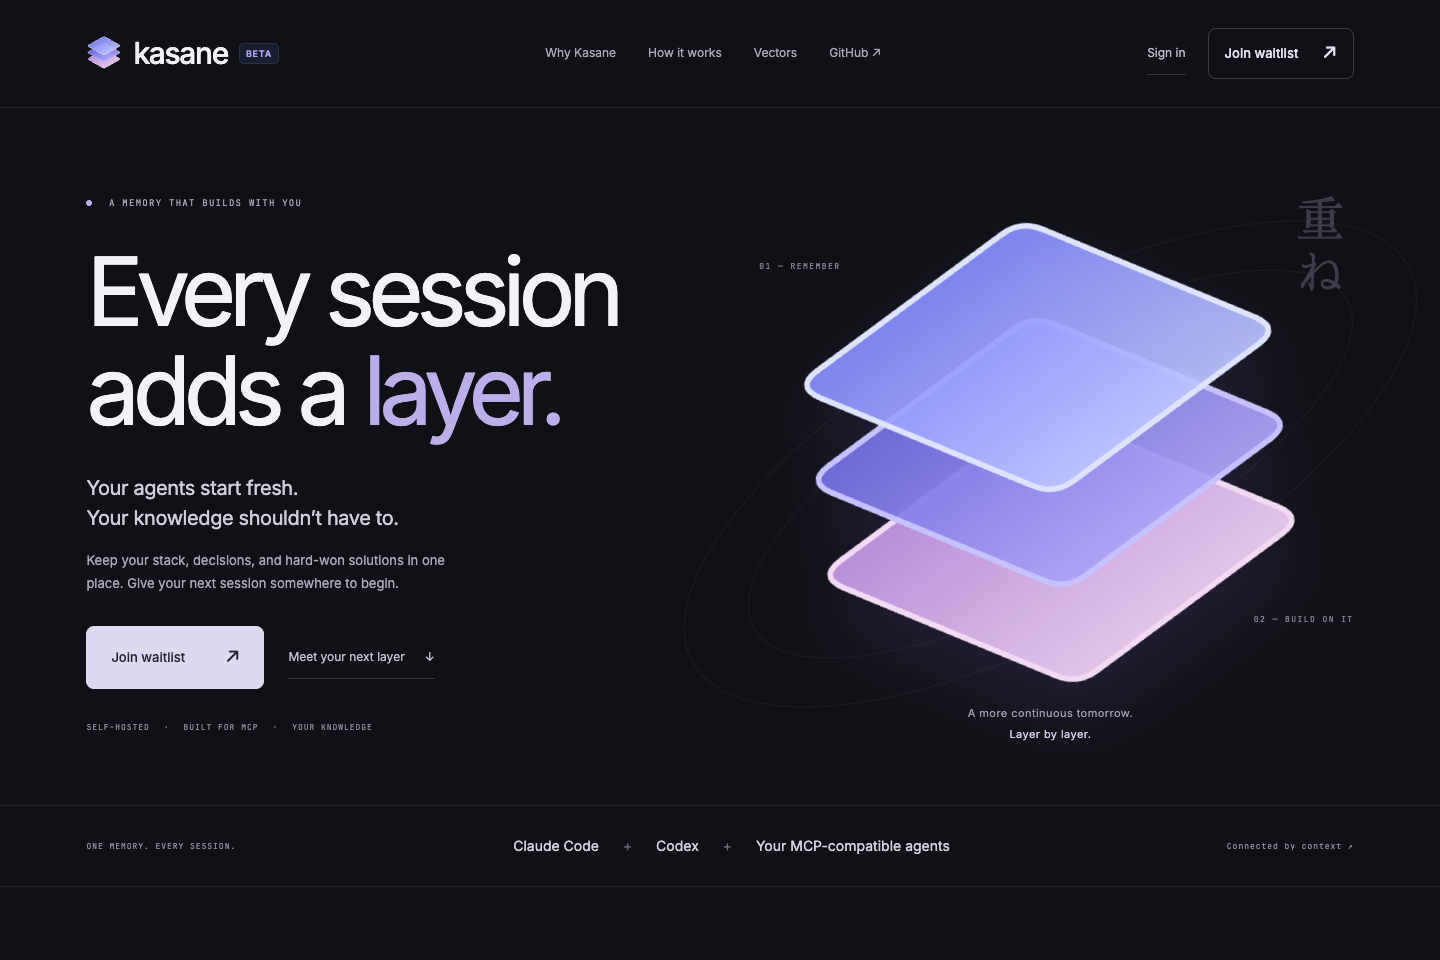 kasane BETA
Why Kasane How it works Vectors GitHub ↗
Sign in
Join waitlist ↗
A MEMORY THAT BUILDS WITH YOU
Every session
adds a layer.
Your agents start fresh.
Your knowledge shouldn’t have to.
Keep your stack, decisions, and hard-won solutions in one
place. Give your next session somewhere to begin.
Join waitlist ↗
Meet your next layer ↓
SELF-HOSTED · BUILT FOR MCP · YOUR KNOWLEDGE
01 — REMEMBER
重ね
02 — BUILD ON IT
A more continuous tomorrow.
Layer by layer.
ONE MEMORY. EVERY SESSION.
Claude Code + Codex + Your MCP-compatible agents
Connected by context ↗